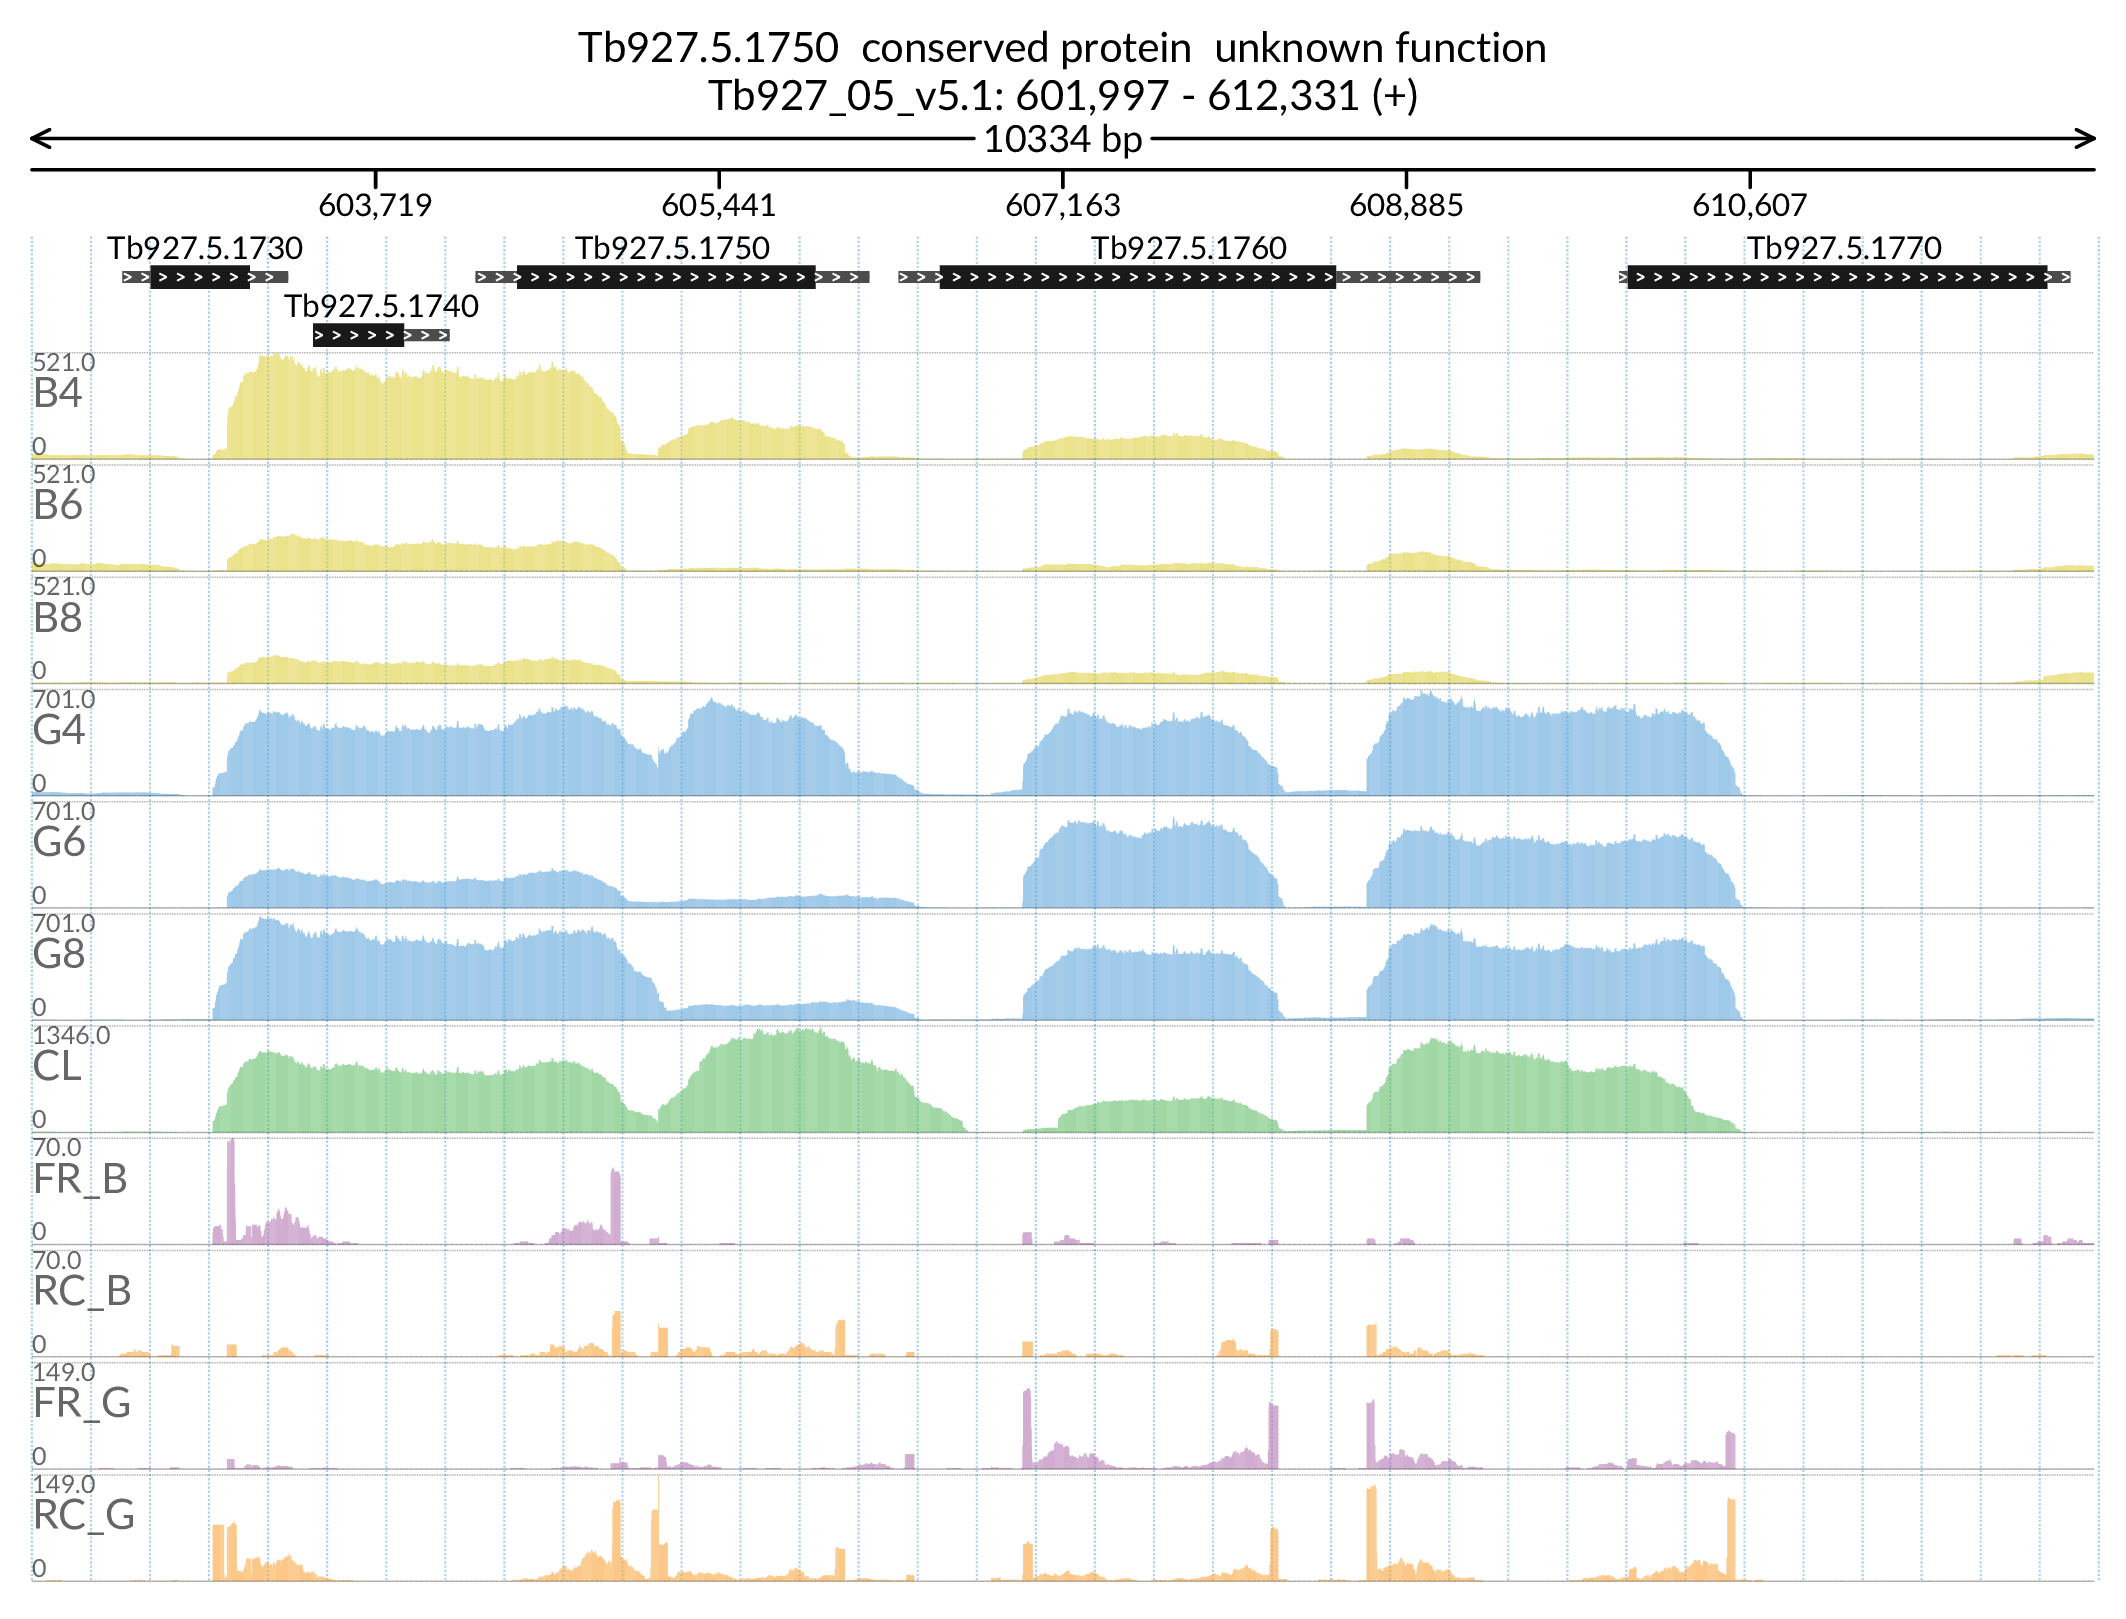 Tb927.5.1750 conserved protein unknown function
Tb927_05_v5.1: 601,997 - 612,331 (+)
10334 bp
603,719 605,441 607,163 608,885 610,607
Tb927.5.1730 Tb927.5.1750 Tb927.5.1760 Tb927.5.1770
Tb927.5.1740
521.0
B4
0
521.0
B6
0
521.0
B8
0
701.0
G4
0
701.0
G6
0
701.0
G8
0
1346.0
CL
0
70.0
FR_B
0
70.0
RC_B
0
149.0
FR_G
0
149.0
RC_G
0